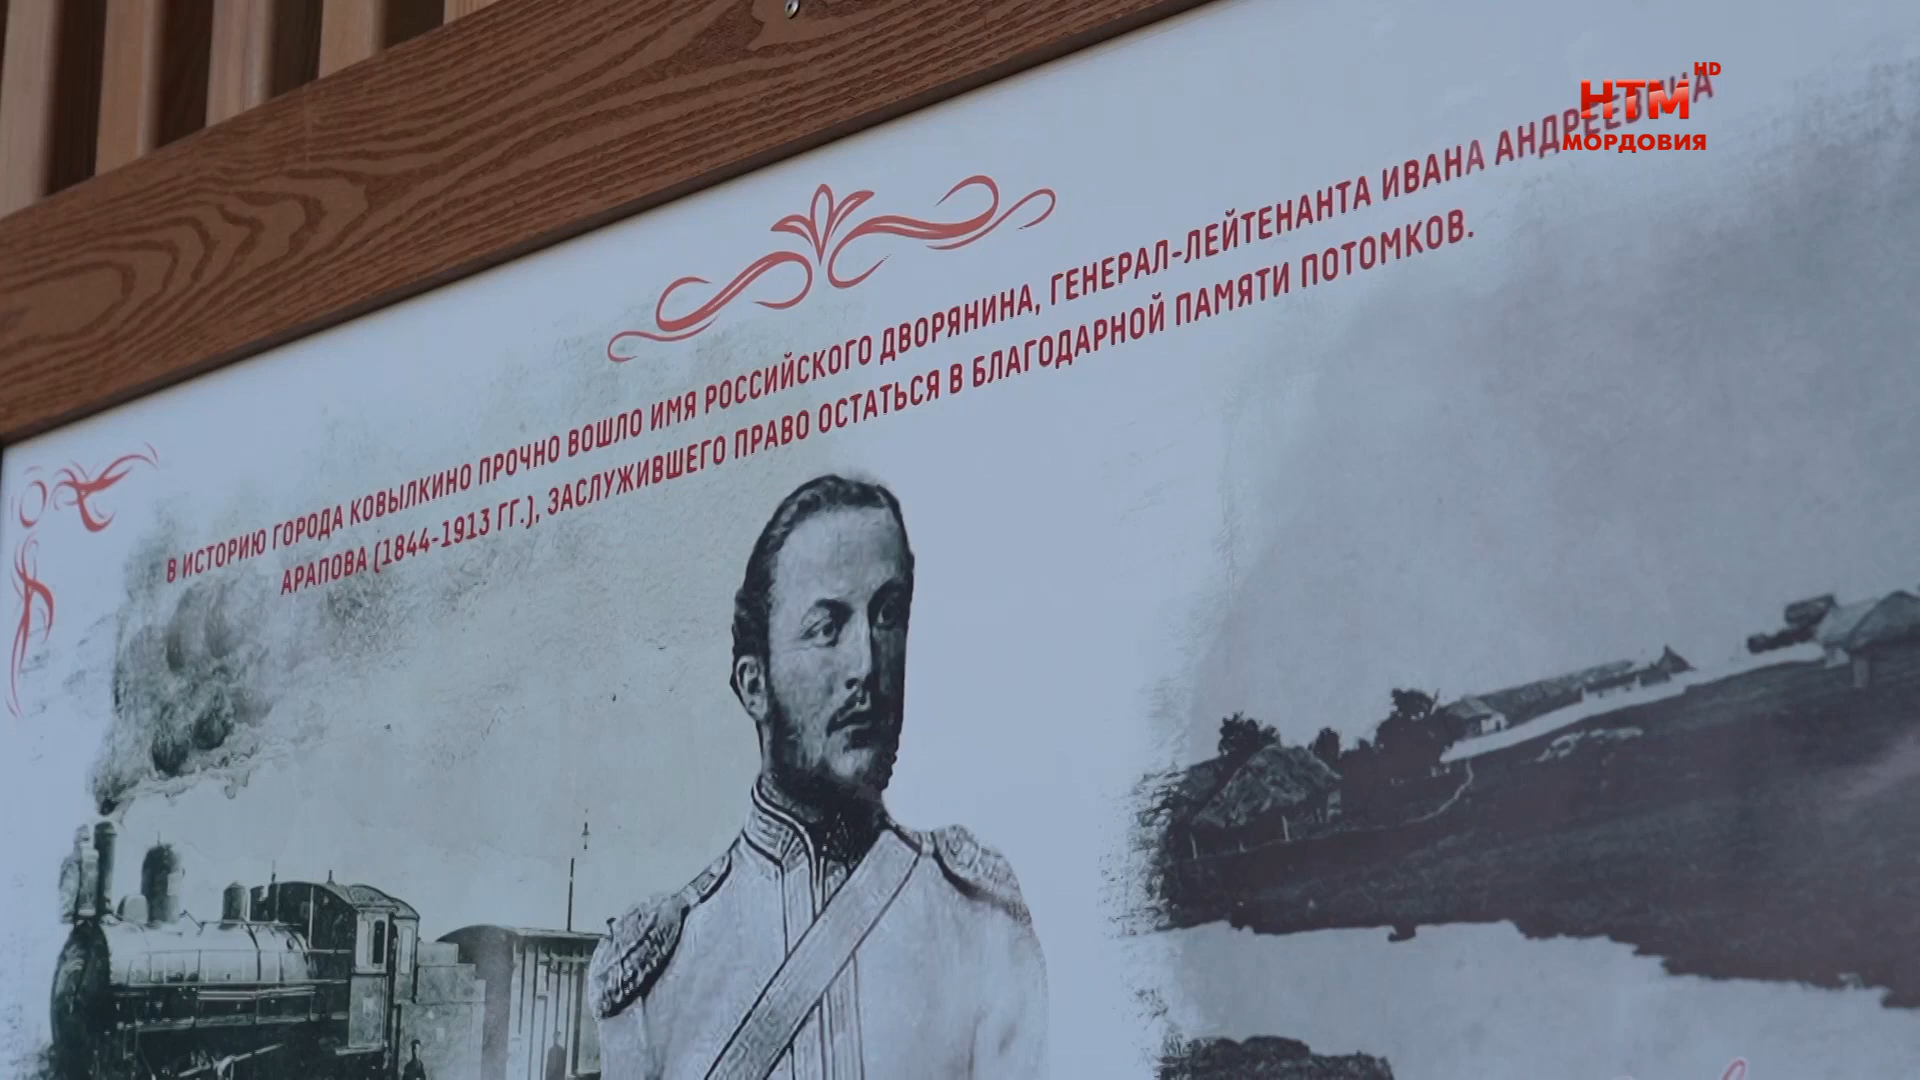 HD
НТМ
МОРДОВИЯ
В ИСТОРИЮ ГОРОДА КОВЫЛКИНО ПРОЧНО ВОШЛО ИМЯ РОССИЙСКОГО ДВОРЯНИНА, ГЕНЕРАЛ-ЛЕЙТЕНАНТА ИВАНА АНДРЕЕВИЧА
АРАПОВА (1844-1913 ГГ.), ЗАСЛУЖИВШЕГО ПРАВО ОСТАТЬСЯ В БЛАГОДАРНОЙ ПАМЯТИ ПОТОМКОВ.